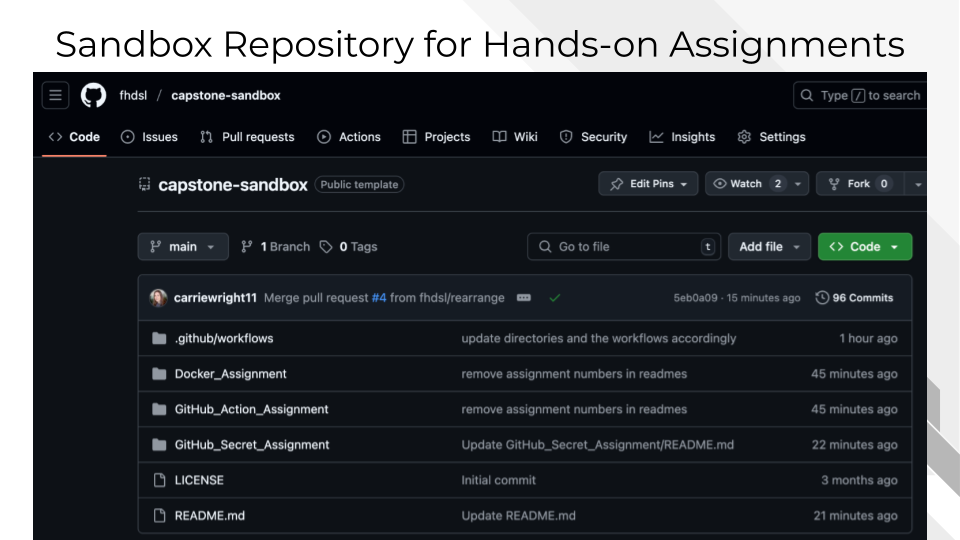 Sandbox Repository for Hands-on Assignments
fhdsl / capstone-sandbox
Type / to search
<> Code Issues Pull requests Actions Projects Wiki Security Insights Settings
capstone-sandbox Public template Edit Pins Watch 2 Fork 0
main 1 Branch 0 Tags Go to file t Add file <> Code
carriewright11 Merge pull request #4 from fhdsl/rearrange 5eb0a09 · 15 minutes ago 96 Commits
.github/workflows update directories and the workflows accordingly 1 hour ago
Docker_Assignment remove assignment numbers in readmes 45 minutes ago
GitHub_Action_Assignment remove assignment numbers in readmes 45 minutes ago
GitHub_Secret_Assignment Update GitHub_Secret_Assignment/README.md 22 minutes ago
LICENSE Initial commit 3 months ago
README.md Update README.md 21 minutes ago